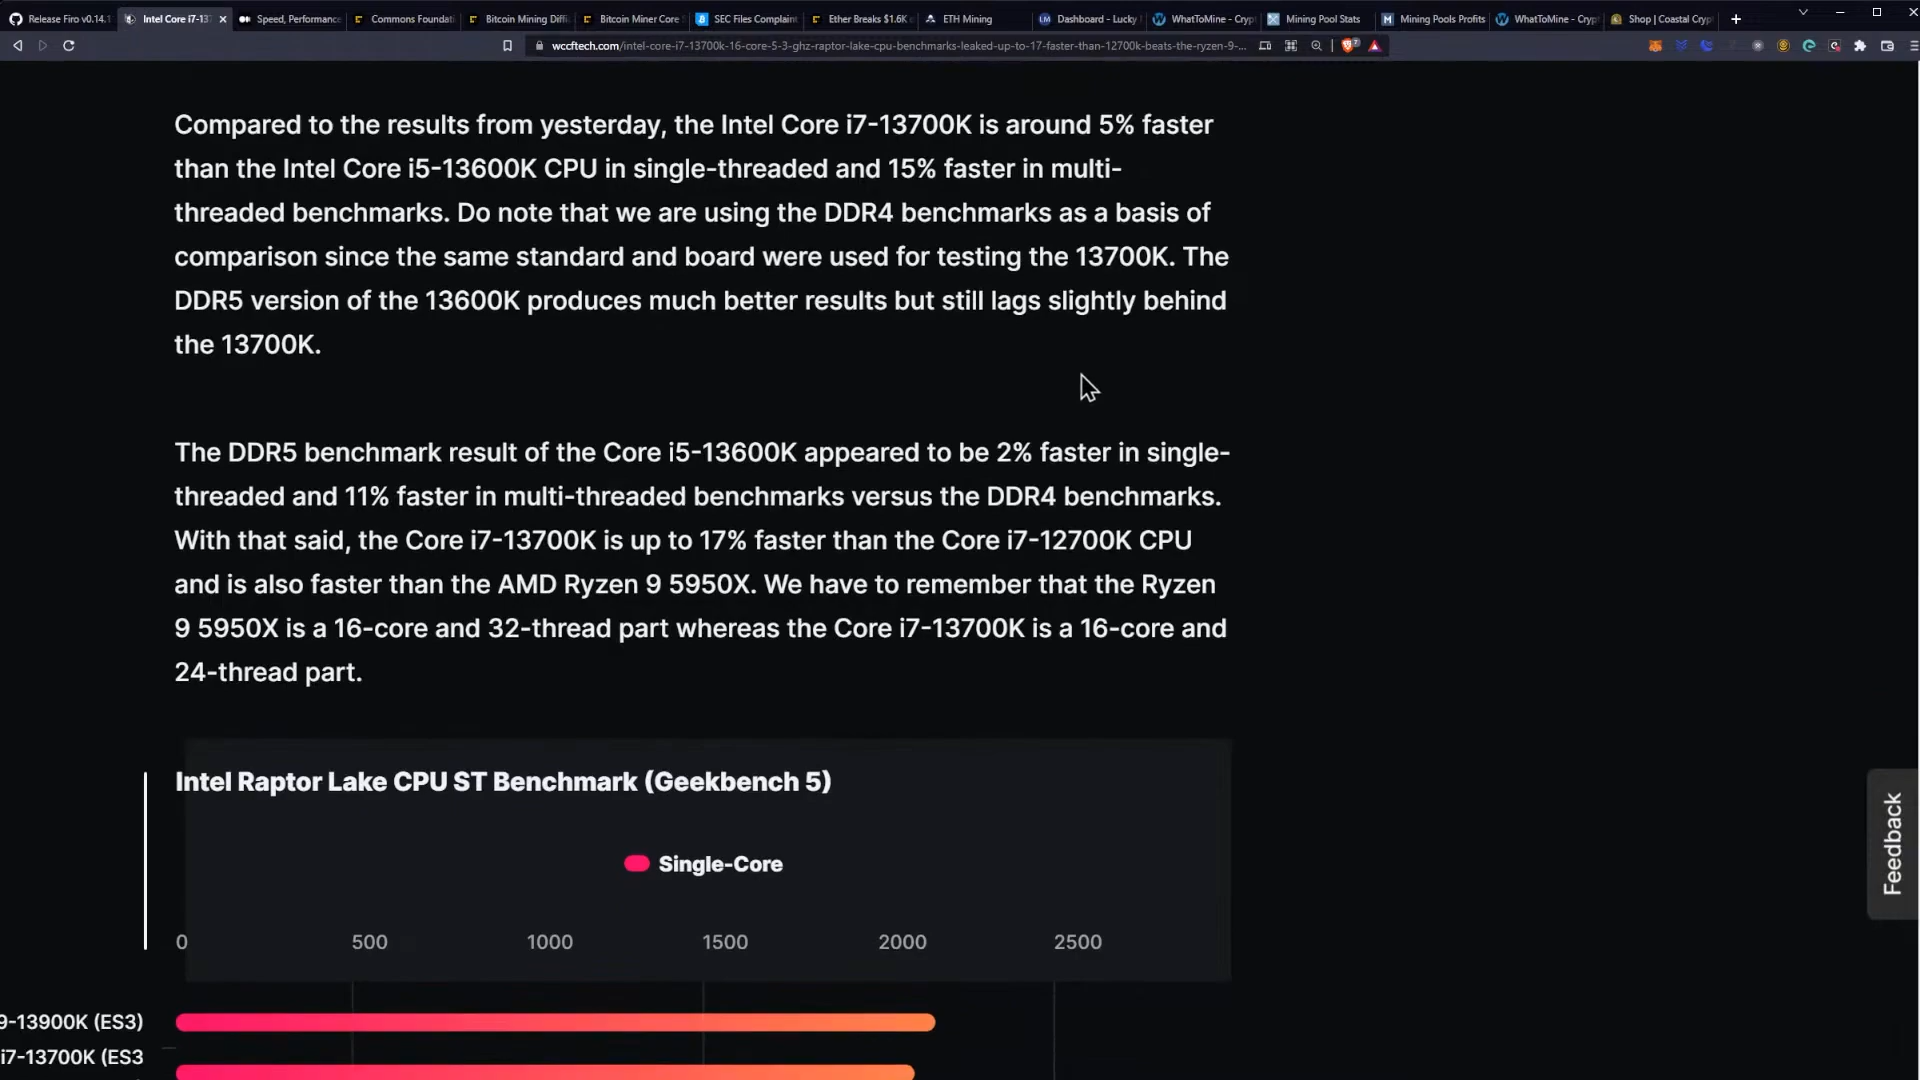 Release Firo v0.14.1
Intel Core i7-137
Speed, Performance
Commons Foundati
Bitcoin Mining Diffi
Bitcoin Miner Core
SEC Files Complaint
Ether Breaks $1.6K
ETH Mining
Dashboard - Lucky
WhatToMine - Crypt
Mining Pool Stats
Mining Pools Profits
WhatToMine - Crypt
Shop | Coastal Cryp
wccftech.com/intel-core-i7-13700k-16-core-5-3-ghz-raptor-lake-cpu-benchmarks-leaked-up-to-17-faster-than-12700k-beats-the-ryzen-9-...
Compared to the results from yesterday, the Intel Core i7-13700K is around 5% faster
than the Intel Core i5-13600K CPU in single-threaded and 15% faster in multi-
threaded benchmarks. Do note that we are using the DDR4 benchmarks as a basis of
comparison since the same standard and board were used for testing the 13700K. The
DDR5 version of the 13600K produces much better results but still lags slightly behind
the 13700K.
The DDR5 benchmark result of the Core i5-13600K appeared to be 2% faster in single-
threaded and 11% faster in multi-threaded benchmarks versus the DDR4 benchmarks.
With that said, the Core i7-13700K is up to 17% faster than the Core i7-12700K CPU
and is also faster than the AMD Ryzen 9 5950X. We have to remember that the Ryzen
9 5950X is a 16-core and 32-thread part whereas the Core i7-13700K is a 16-core and
24-thread part.
Intel Raptor Lake CPU ST Benchmark (Geekbench 5)
Single-Core
0 500 1000 1500 2000 2500
9-13900K (ES3)
i7-13700K (ES3
Feedback